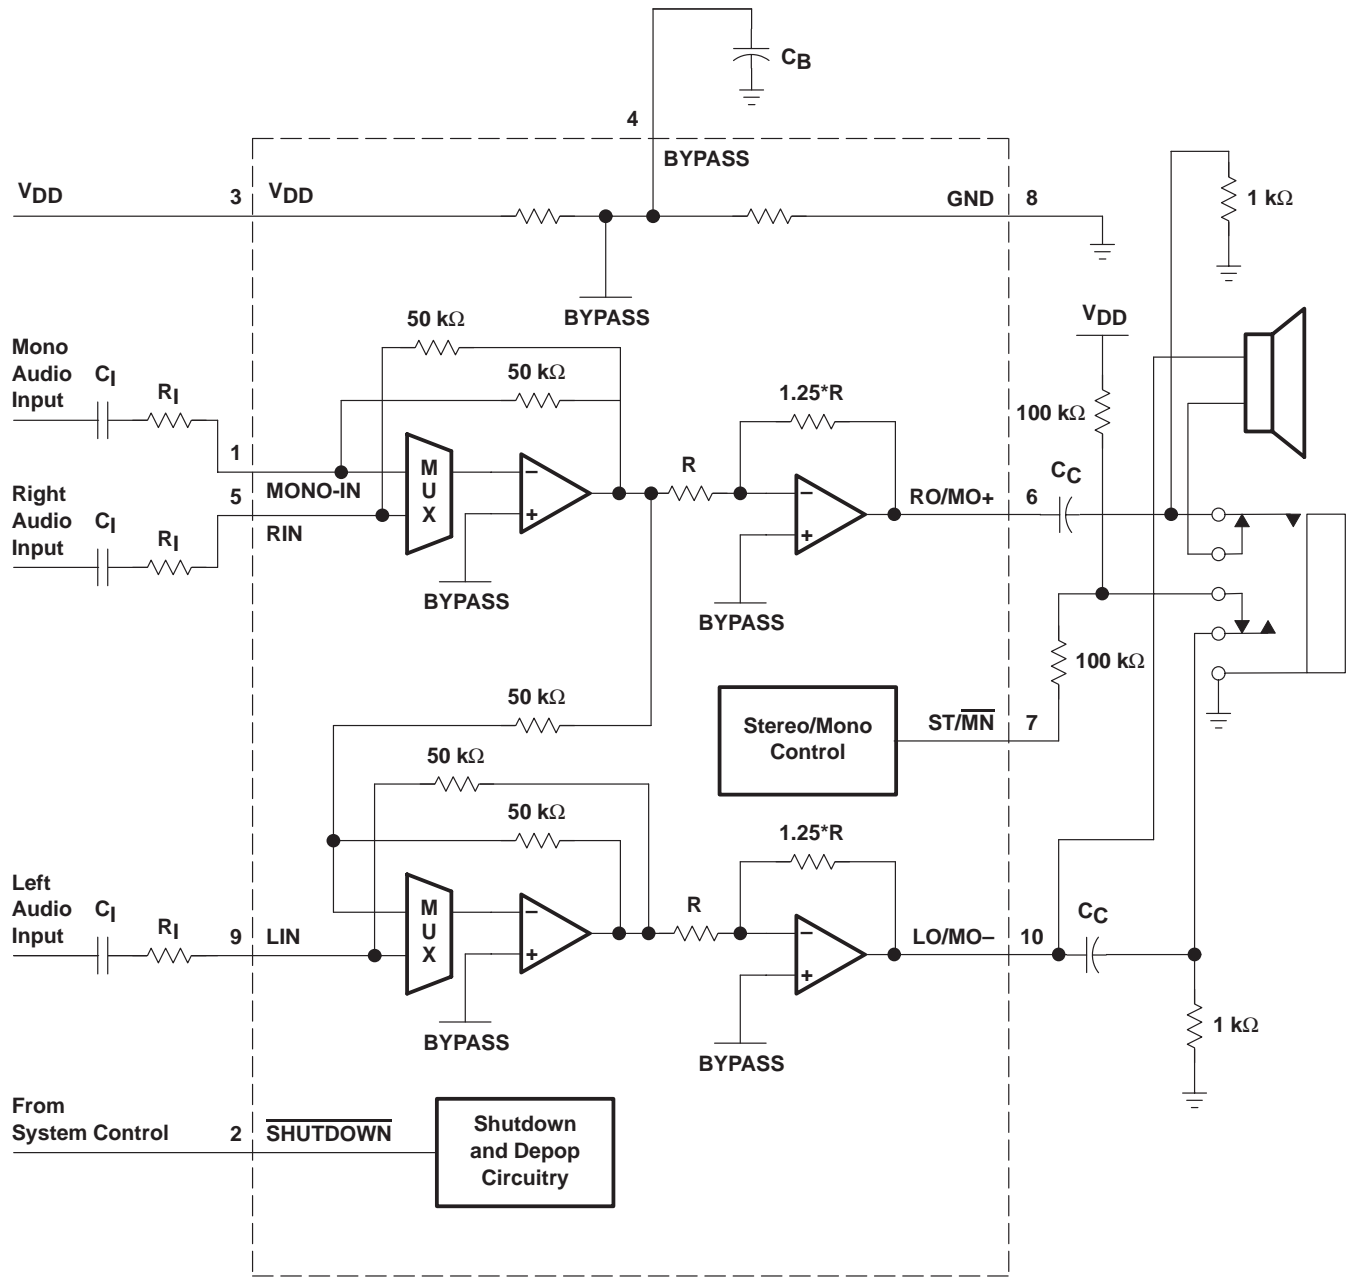 CB
4
BYPASS
VDD
3
VDD
GND
8
1 kΩ
BYPASS
50 kΩ
VDD
Mono
Audio
Input
CI
RI
50 kΩ
1.25*R
100 kΩ
1
MONO-IN
M
U
X
–
+
R
–
+
RO/MO+
6
CC
Right
Audio
Input
CI
RI
5
RIN
BYPASS
BYPASS
100 kΩ
50 kΩ
Stereo/Mono
Control
ST/MN
7
50 kΩ
50 kΩ
1.25*R
Left
Audio
Input
CI
RI
9
LIN
M
U
X
–
+
R
–
+
LO/MO–
10
CC
BYPASS
BYPASS
1 kΩ
From
System Control
2
SHUTDOWN
Shutdown
and Depop
Circuitry